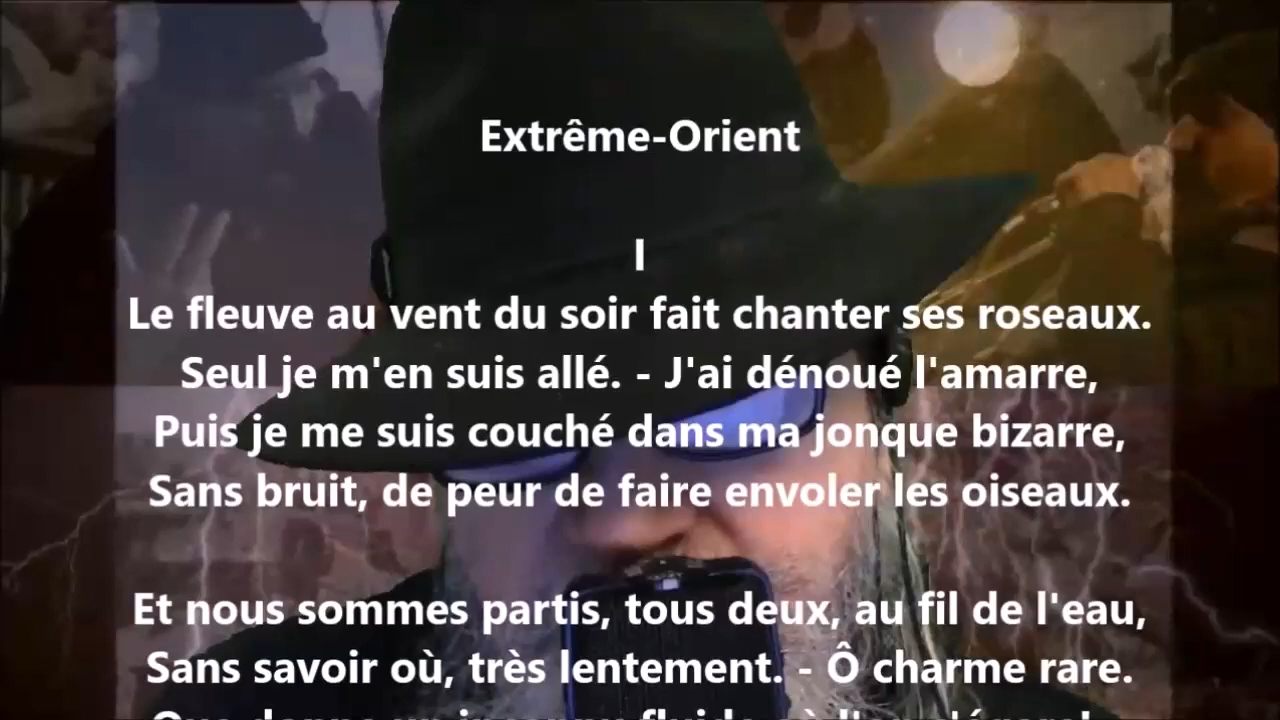 Extrême-Orient
I
Le fleuve au vent du soir fait chanter ses roseaux.
Seul je m'en suis allé. - J'ai dénoué l'amarre,
Puis je me suis couché dans ma jonque bizarre,
Sans bruit, de peur de faire envoler les oiseaux.
Et nous sommes partis, tous deux, au fil de l'eau,
Sans savoir où, très lentement. - Ô charme rare.